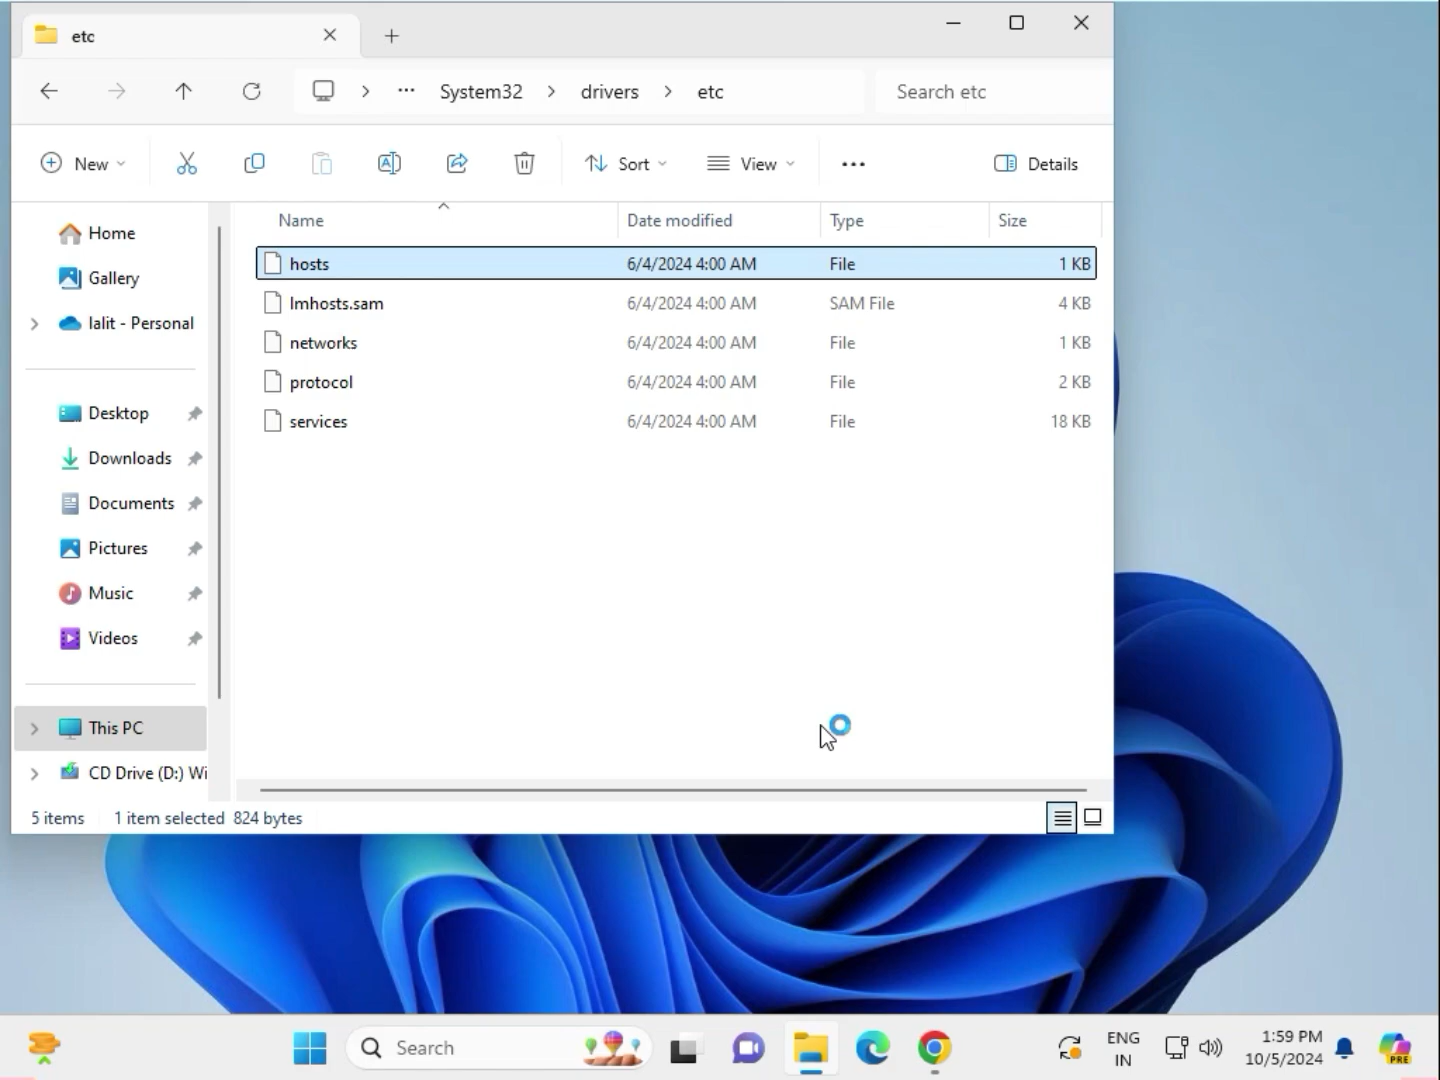 etc
System32 drivers etc Search etc
New Sort View Details
Name Date modified Type Size
Home
Gallery
lalit - Personal
Desktop
Downloads
Documents
Pictures
Music
Videos
This PC
CD Drive (D:) Wi
hosts 6/4/2024 4:00 AM File 1 KB
lmhosts.sam 6/4/2024 4:00 AM SAM File 4 KB
networks 6/4/2024 4:00 AM File 1 KB
protocol 6/4/2024 4:00 AM File 2 KB
services 6/4/2024 4:00 AM File 18 KB
5 items 1 item selected 824 bytes
Search
ENG
IN
1:59 PM
10/5/2024
PRE